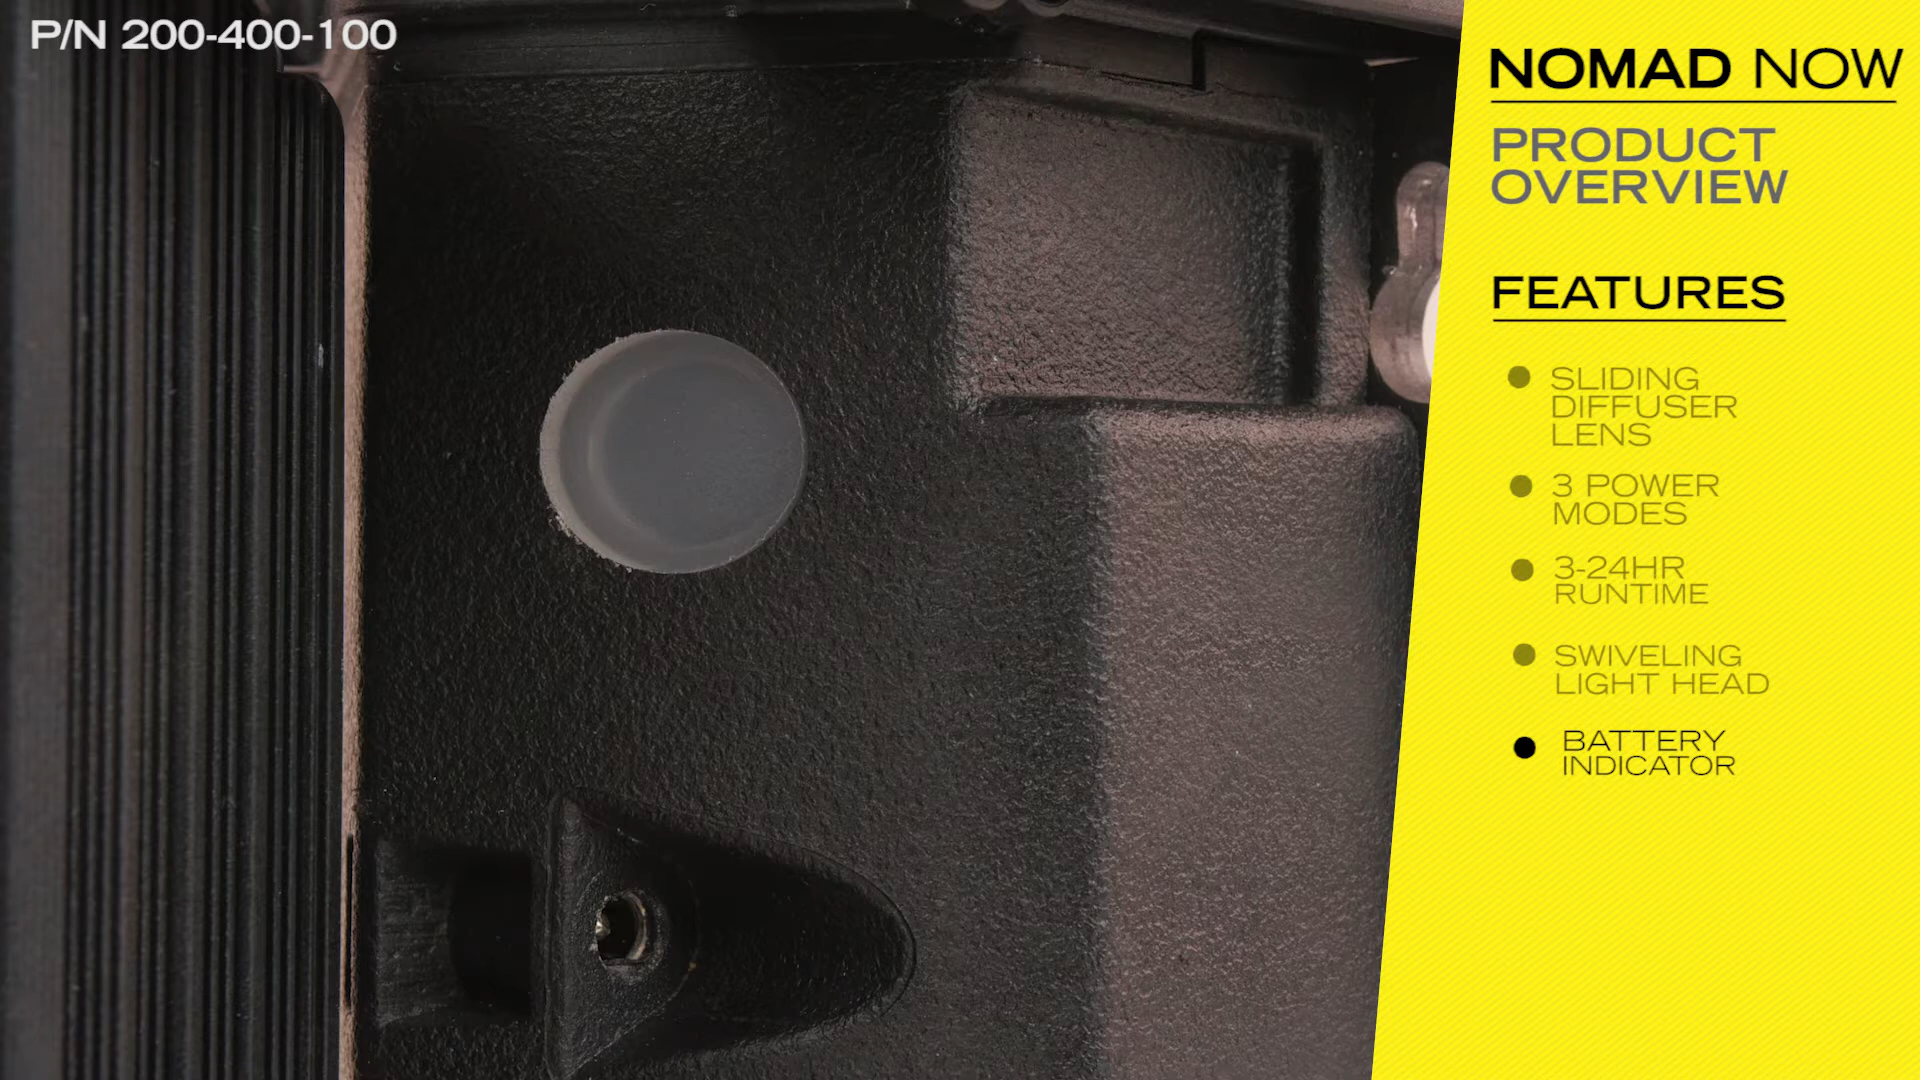 P/N 200-400-100
NOMAD NOW
PRODUCT
OVERVIEW
FEATURES
SLIDING
DIFFUSER
LENS
3 POWER
MODES
3-24HR
RUNTIME
SWIVELING
LIGHT HEAD
BATTERY
INDICATOR